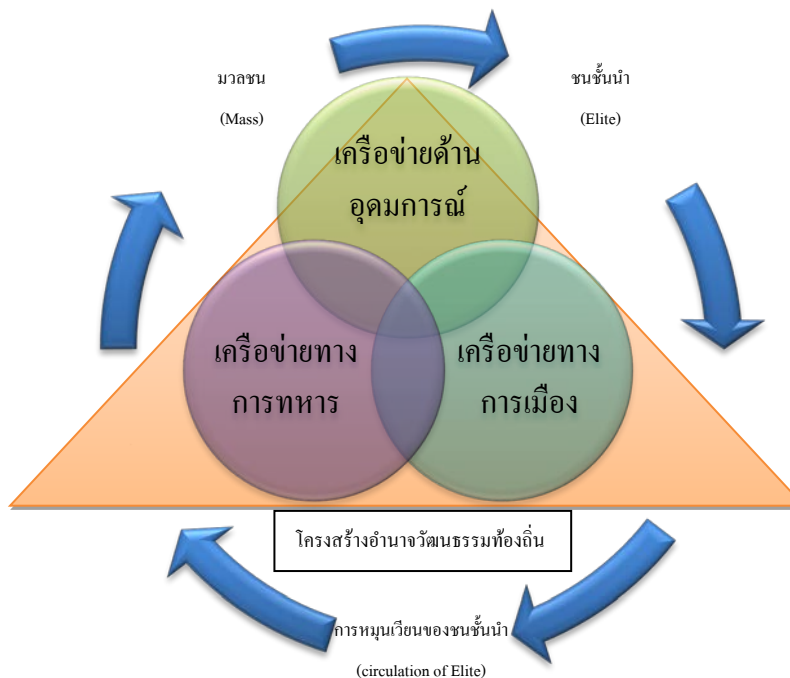 มวลชน
(Mass)
ชนชั้นนำ
(Elite)
เครือข่ายด้าน
อุดมการณ์
เครือข่ายทาง
การทหาร
เครือข่ายทาง
การเมือง
โครงสร้างอำนาจวัฒนธรรมท้องถิ่น
การหมุนเวียนของชนชั้นนำ
(circulation of Elite)